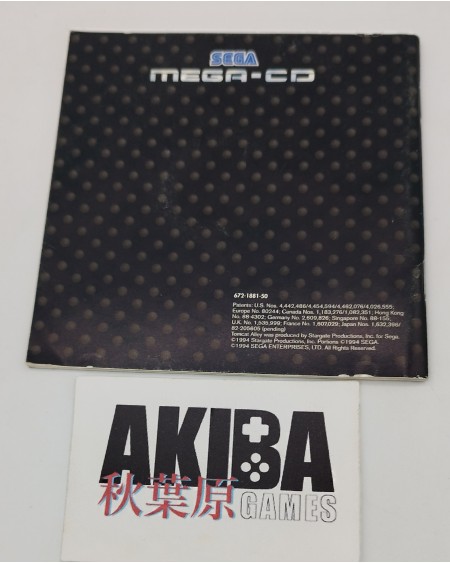 SEGA
MEGA-CD
672-1881-50
Patents: U.S. Nos. 4,442,486/4,454,594/4,462,076/4,026,555;
Europe No. 80244; Canada Nos. 1,183,276/1,082,351; Hong Kong
No. 88-4302; Germany No. 2,609,826; Singapore No. 88-155;
U.K. No. 1,535,999; France No. 1,607,029; Japan Nos. 1,632,396/
82-205605 (pending)
Tomcat Alley was produced by Stargate Productions, Inc. for Sega.
©1994 Stargate Productions, Inc. Portions ©1994 SEGA.
©1994 SEGA ENTERPRISES, LTD. All Rights Reserved.
AKIBA
秋葉原
GAMES